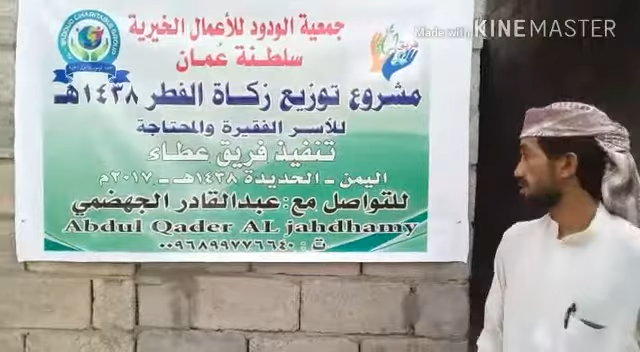 Made with KINEMASTER
جمعية الودود للأعمال الخيرية
سلطنة عُمان
مشروع توزيع زكاة الفطر ١٤٣٨هـ
للأسر الفقيرة والمحتاجة
تنفيذ فريق عطاء
اليمن - الحديدة ١٤٣٨هـ - ٢٠١٧م
للتواصل مع : عبدالقادر الجهضمي
Abdul Qader AL jahdhamy
ت : ٠٠٩٦٨٩٩٧٧٦٦٤٠